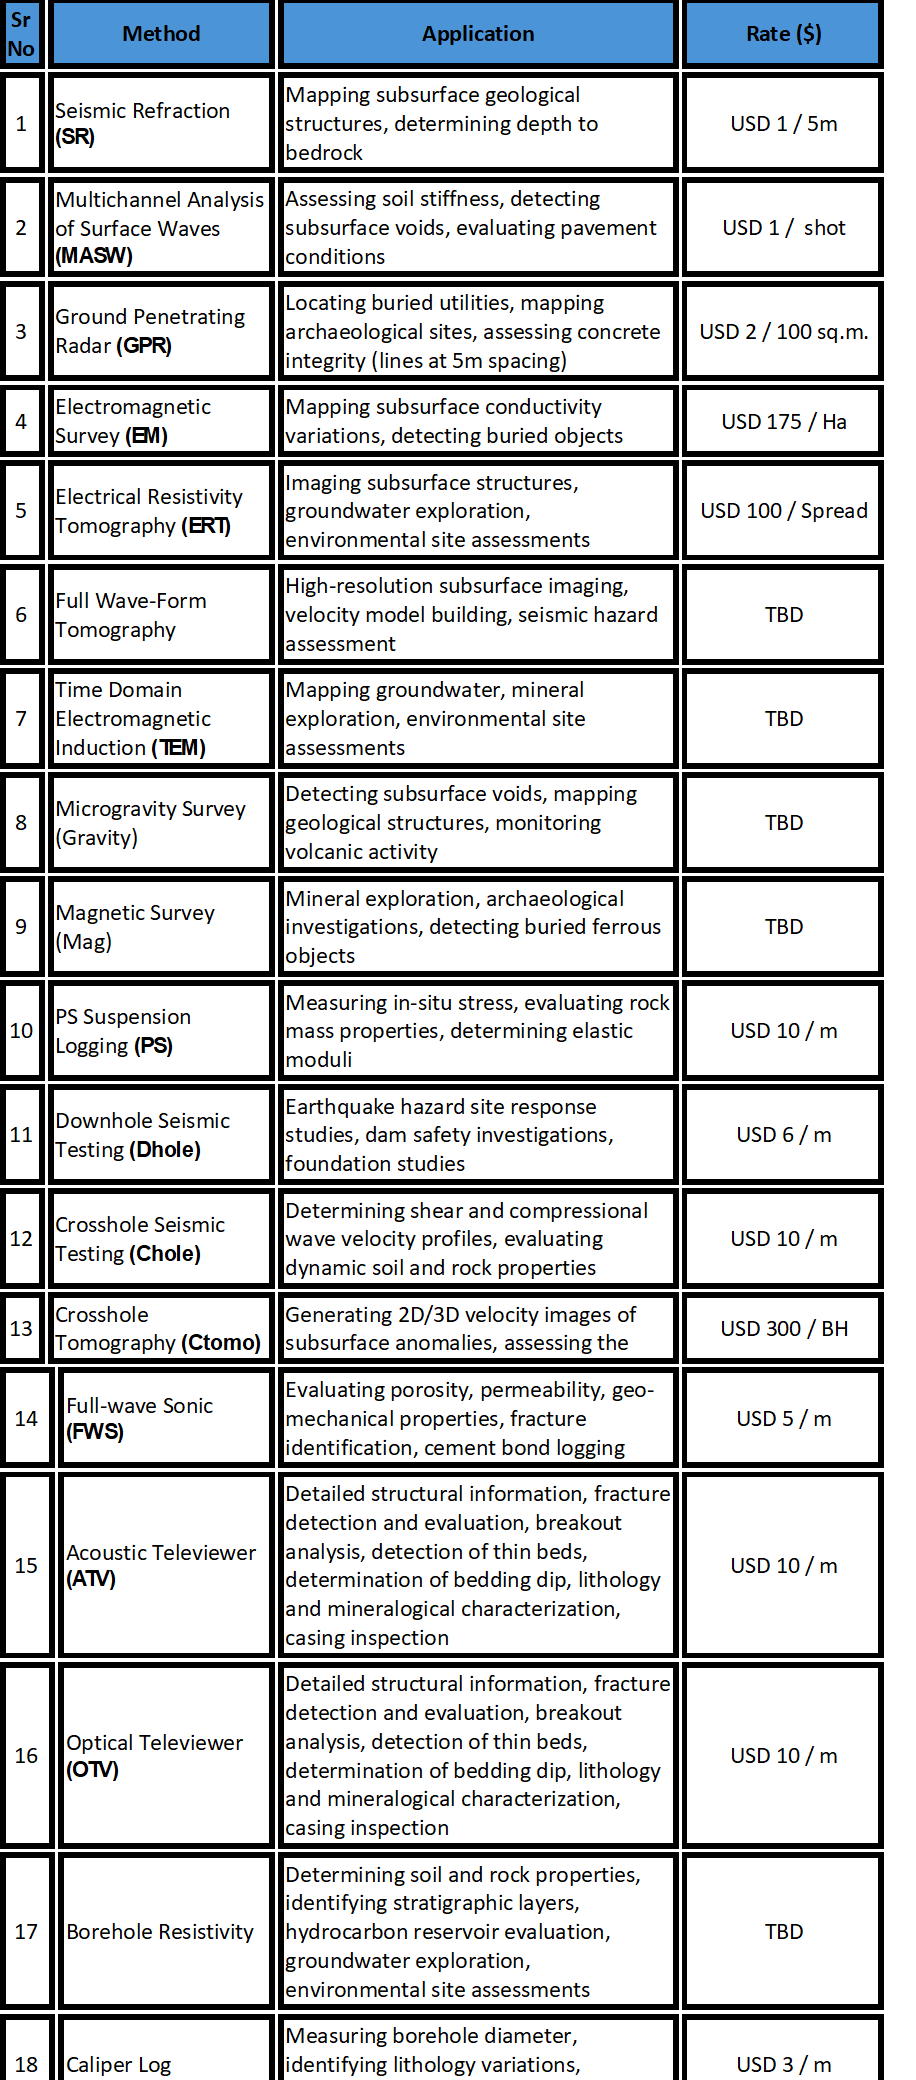 Sr No
Method
Application
Rate ($)
1
Seismic Refraction
(SR)
Mapping subsurface geological
structures, determining depth to
bedrock
USD 1 / 5m
2
Multichannel Analysis
of Surface Waves
(MASW)
Assessing soil stiffness, detecting
subsurface voids, evaluating pavement
conditions
USD 1 / shot
3
Ground Penetrating
Radar (GPR)
Locating buried utilities, mapping
archaeological sites, assessing concrete
integrity (lines at 5m spacing)
USD 2 / 100 sq.m.
4
Electromagnetic
Survey (EM)
Mapping subsurface conductivity
variations, detecting buried objects
USD 175 / Ha
5
Electrical Resistivity
Tomography (ERT)
Imaging subsurface structures,
groundwater exploration,
environmental site assessments
USD 100 / Spread
6
Full Wave-Form
Tomography
High-resolution subsurface imaging,
velocity model building, seismic hazard
assessment
TBD
7
Time Domain
Electromagnetic
Induction (TEM)
Mapping groundwater, mineral
exploration, environmental site
assessments
TBD
8
Microgravity Survey
(Gravity)
Detecting subsurface voids, mapping
geological structures, monitoring
volcanic activity
TBD
9
Magnetic Survey
(Mag)
Mineral exploration, archaeological
investigations, detecting buried ferrous
objects
TBD
10
PS Suspension
Logging (PS)
Measuring in-situ stress, evaluating rock
mass properties, determining elastic
moduli
USD 10 / m
11
Downhole Seismic
Testing (Dhole)
Earthquake hazard site response
studies, dam safety investigations,
foundation studies
USD 6 / m
12
Crosshole Seismic
Testing (Chole)
Determining shear and compressional
wave velocity profiles, evaluating
dynamic soil and rock properties
USD 10 / m
13
Crosshole
Tomography (Ctomo)
Generating 2D/3D velocity images of
subsurface anomalies, assessing the
USD 300 / BH
14
Full-wave Sonic
(FWS)
Evaluating porosity, permeability, geo-
mechanical properties, fracture
identification, cement bond logging
USD 5 / m
15
Acoustic Televiewer
(ATV)
Detailed structural information, fracture
detection and evaluation, breakout
analysis, detection of thin beds,
determination of bedding dip, lithology
and mineralogical characterization,
casing inspection
USD 10 / m
16
Optical Televiewer
(OTV)
Detailed structural information, fracture
detection and evaluation, breakout
analysis, detection of thin beds,
determination of bedding dip, lithology
and mineralogical characterization,
casing inspection
USD 10 / m
17
Borehole Resistivity
Determining soil and rock properties,
identifying stratigraphic layers,
hydrocarbon reservoir evaluation,
groundwater exploration,
environmental site assessments
TBD
18
Caliper Log
Measuring borehole diameter,
identifying lithology variations,
USD 3 / m